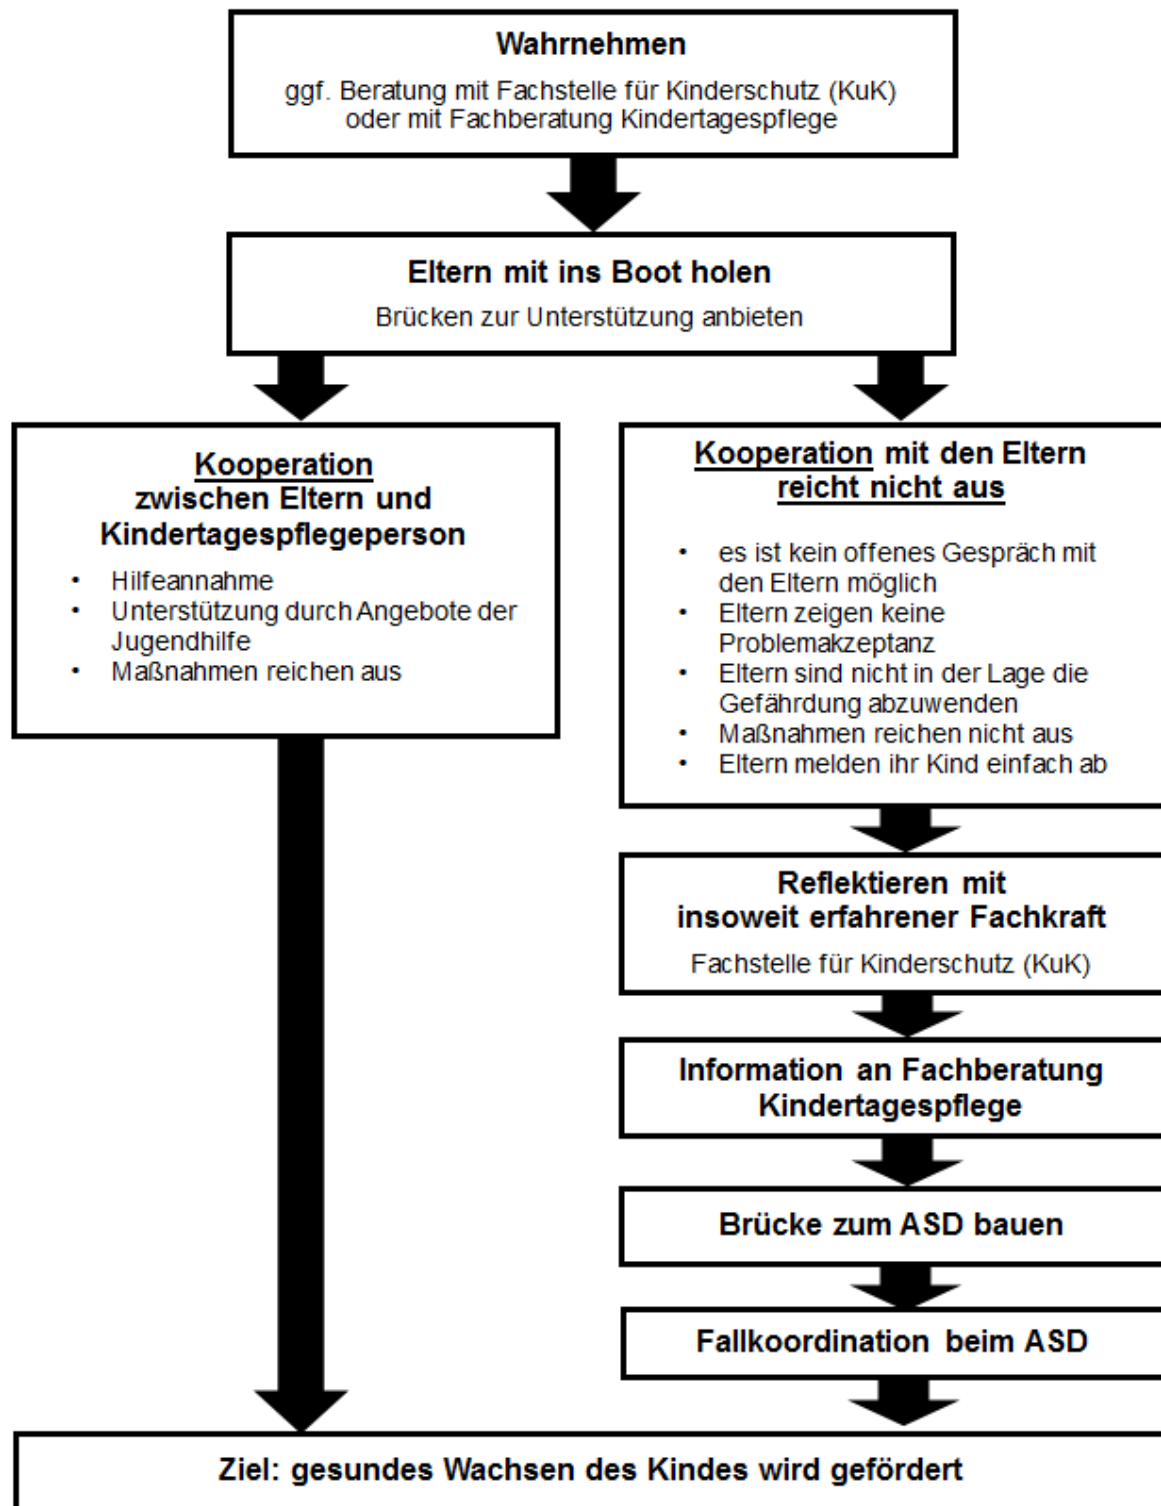 Wahrnehmen
ggf. Beratung mit Fachstelle für Kinderschutz (KuK)
oder mit Fachberatung Kindertagespflege
Eltern mit ins Boot holen
Brücken zur Unterstützung anbieten
Kooperation
zwischen Eltern und
Kindertagespflegeperson
• Hilfeannahme
• Unterstützung durch Angebote der
Jugendhilfe
• Maßnahmen reichen aus
Kooperation mit den Eltern
reicht nicht aus
• es ist kein offenes Gespräch mit
den Eltern möglich
• Eltern zeigen keine
Problemakzeptanz
• Eltern sind nicht in der Lage die
Gefährdung abzuwenden
• Maßnahmen reichen nicht aus
• Eltern melden ihr Kind einfach ab
Reflektieren mit
insoweit erfahrener Fachkraft
Fachstelle für Kinderschutz (KuK)
Information an Fachberatung
Kindertagespflege
Brücke zum ASD bauen
Fallkoordination beim ASD
Ziel: gesundes Wachsen des Kindes wird gefördert